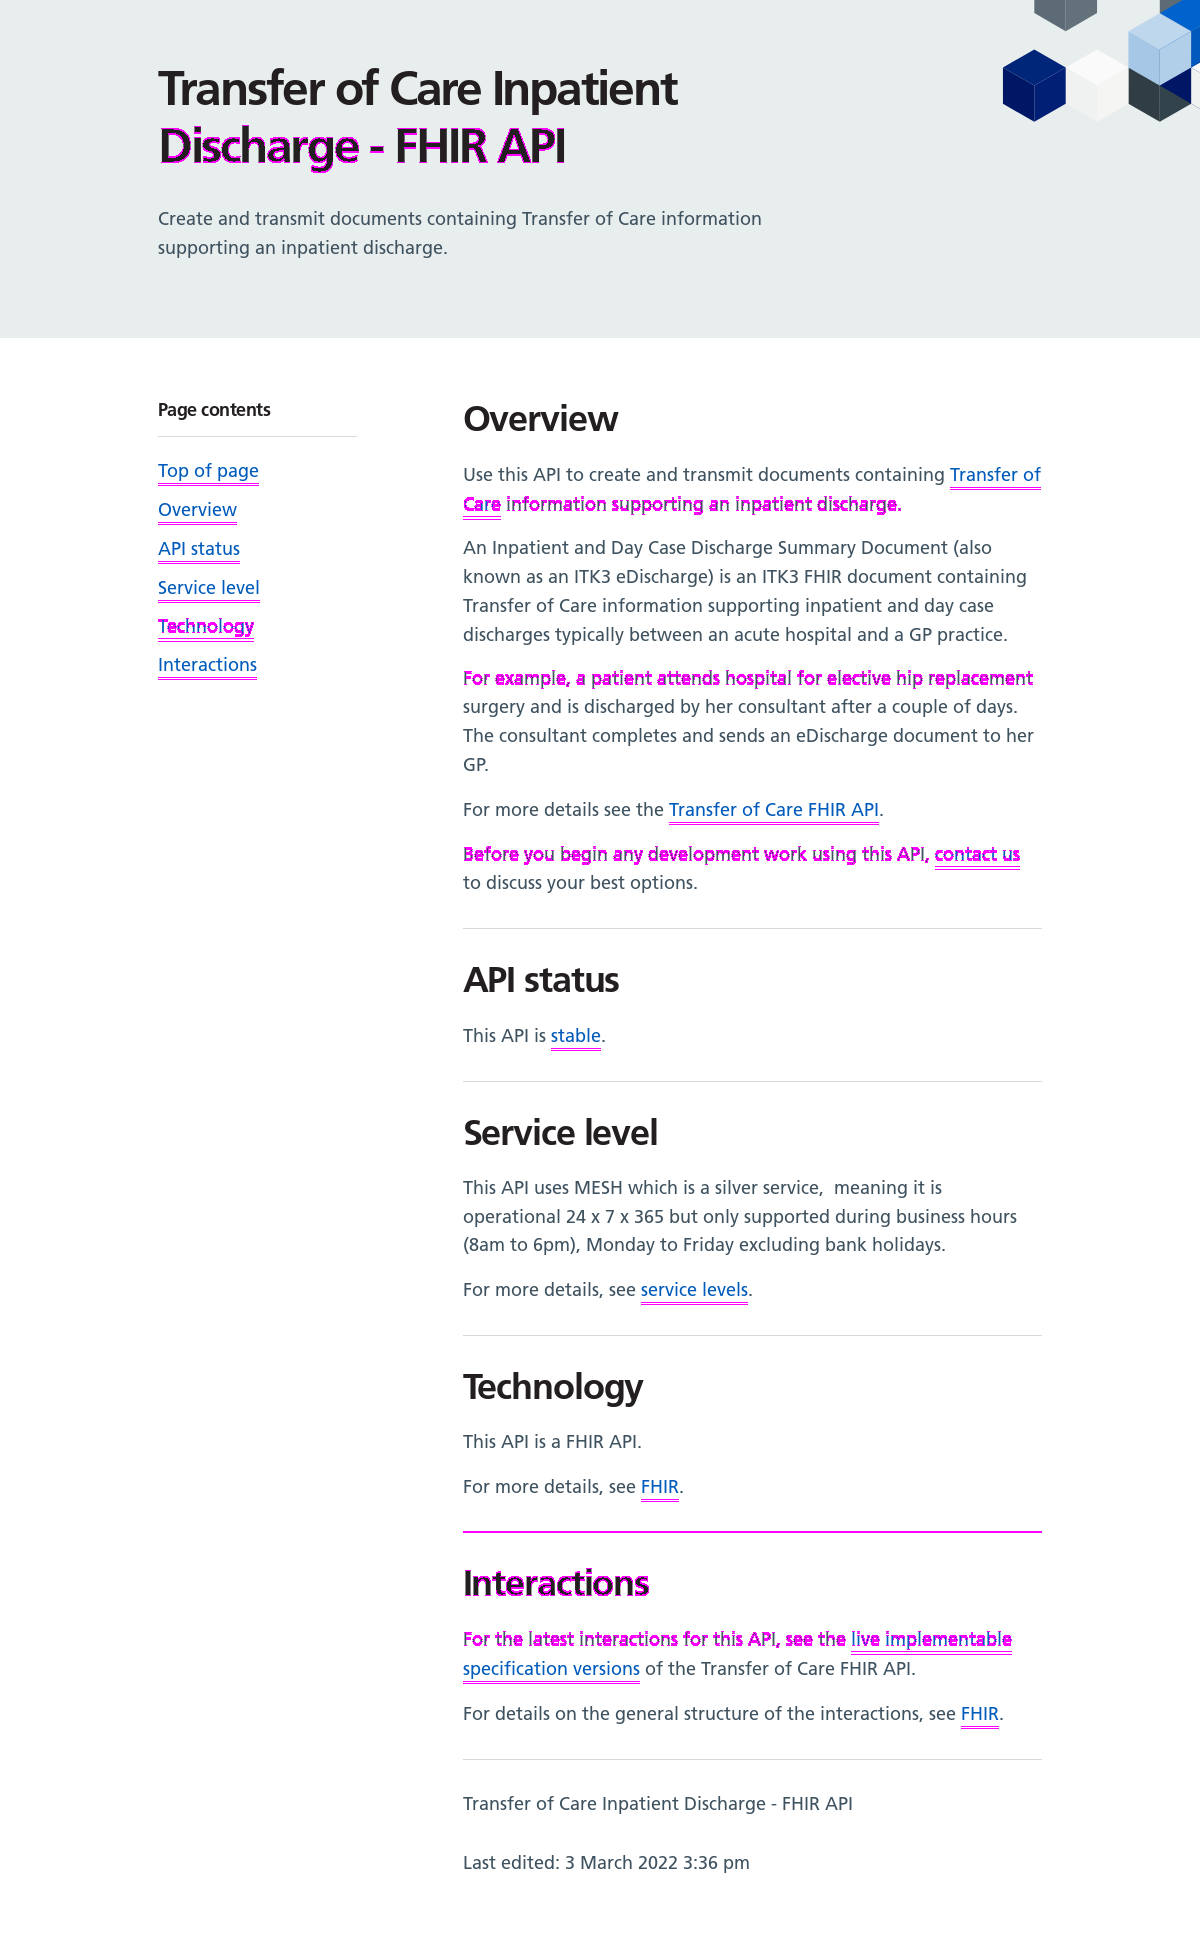 Transfer of Care Inpatient
Discharge - FHIR API
Create and transmit documents containing Transfer of Care information
supporting an inpatient discharge.
Page contents
Top of page
Overview
API status
Service level
Technology
Interactions
Overview
Use this API to create and transmit documents containing Transfer of
Care information supporting an inpatient discharge.
An Inpatient and Day Case Discharge Summary Document (also
known as an ITK3 eDischarge) is an ITK3 FHIR document containing
Transfer of Care information supporting inpatient and day case
discharges typically between an acute hospital and a GP practice.
For example, a patient attends hospital for elective hip replacement
surgery and is discharged by her consultant after a couple of days.
The consultant completes and sends an eDischarge document to her
GP.
For more details see the Transfer of Care FHIR API.
Before you begin any development work using this API, contact us
to discuss your best options.
API status
This API is stable.
Service level
This API uses MESH which is a silver service,  meaning it is
operational 24 x 7 x 365 but only supported during business hours
(8am to 6pm), Monday to Friday excluding bank holidays.
For more details, see service levels.
Technology
This API is a FHIR API.
For more details, see FHIR.
Interactions
For the latest interactions for this API, see the live implementable
specification versions of the Transfer of Care FHIR API.
For details on the general structure of the interactions, see FHIR.
Transfer of Care Inpatient Discharge - FHIR API
Last edited: 3 March 2022 3:36 pm